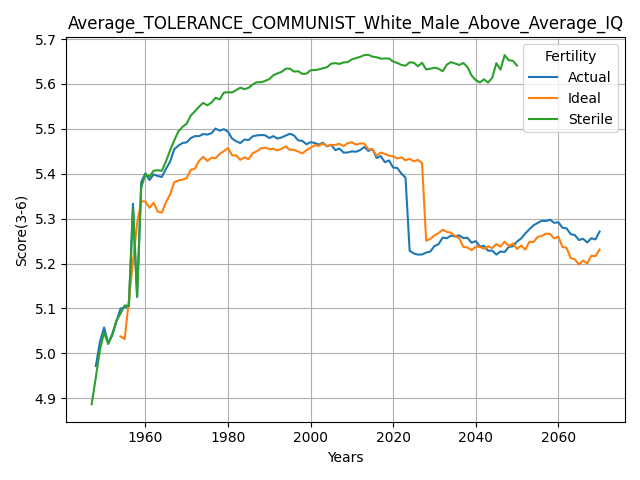 Average_TOLERANCE_COMMUNIST_White_Male_Above_Average_IQ
5.7
5.6
5.5
5.4
5.3
5.2
5.1
5.0
4.9
Score(3-6)
Fertility
Actual
Ideal
Sterile
1960
1980
2000
2020
2040
2060
Years